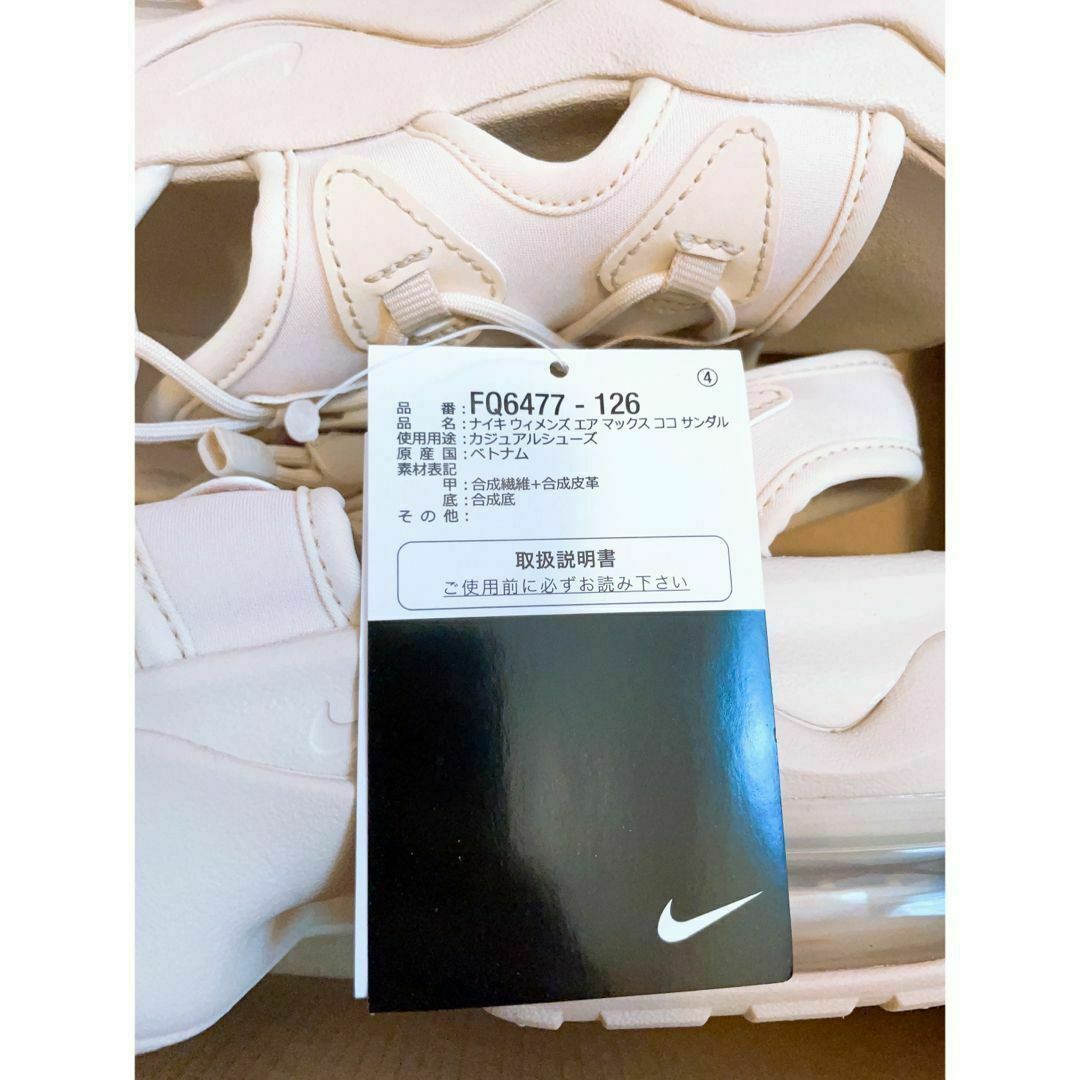 ④
品番：FQ6477 - 126
品名：ナイキ ウィメンズ エア マックス ココ サンダル
使用用途：カジュアルシューズ
原産国：ベトナム
素材表記
甲：合成繊維+合成皮革
底：合成底
その他：
取扱説明書
ご使用前に必ずお読み下さい